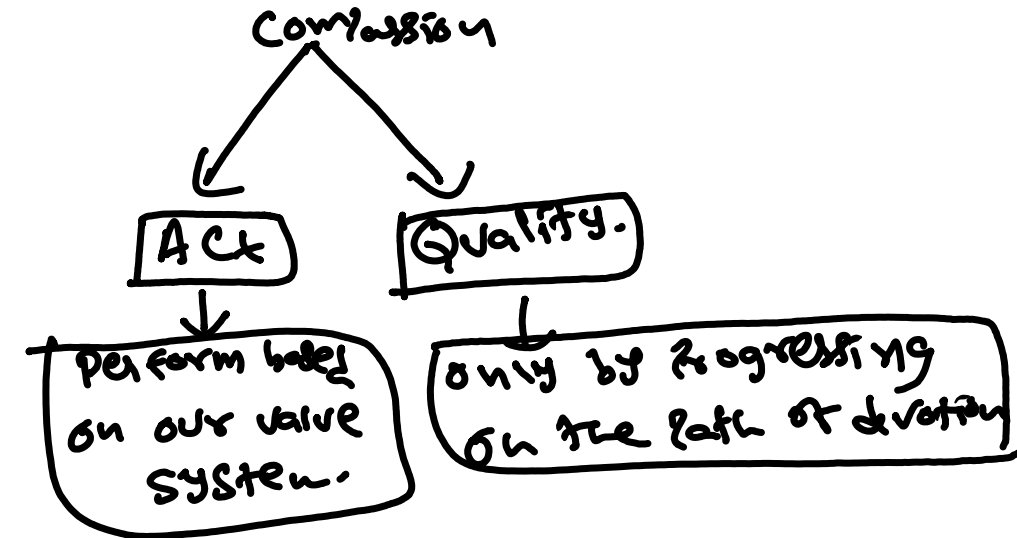 Compassion
Act
Quality.
Perform based
on our value
system.
only by Progressing
on the Path of devotion